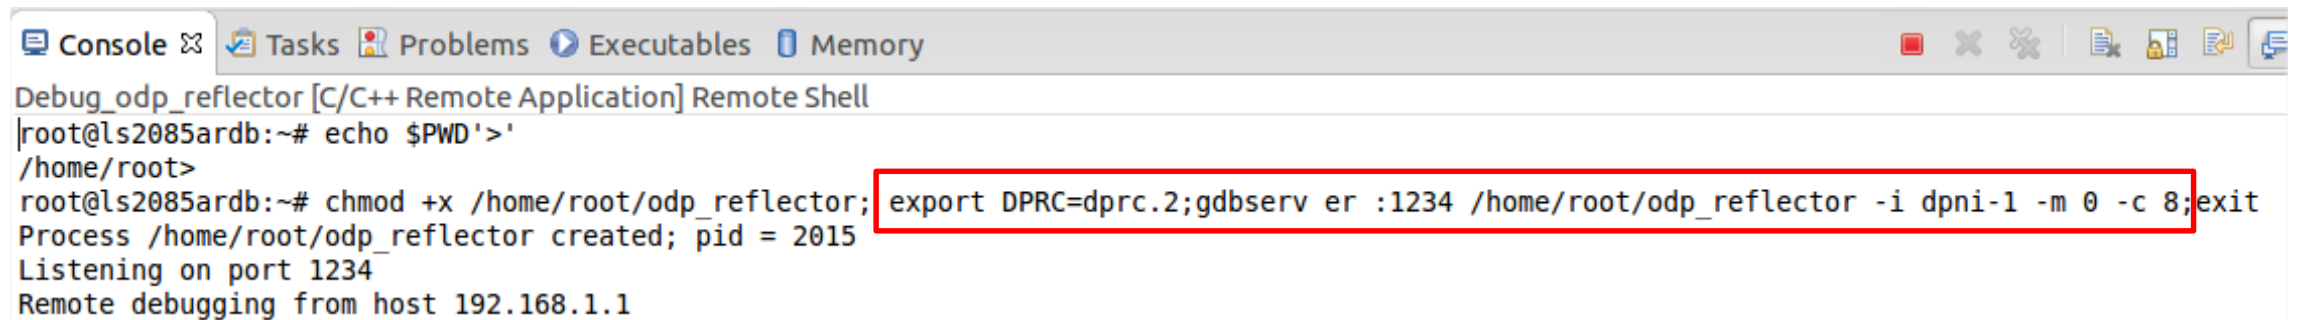 Console Tasks Problems Executables Memory
Debug_odp_reflector [C/C++ Remote Application] Remote Shell
root@ls2085ardb:~# echo $PWD'>'
/home/root>
root@ls2085ardb:~# chmod +x /home/root/odp_reflector; export DPRC=dprc.2;gdbserv er :1234 /home/root/odp_reflector -i dpni-1 -m 0 -c 8;exit
Process /home/root/odp_reflector created; pid = 2015
Listening on port 1234
Remote debugging from host 192.168.1.1